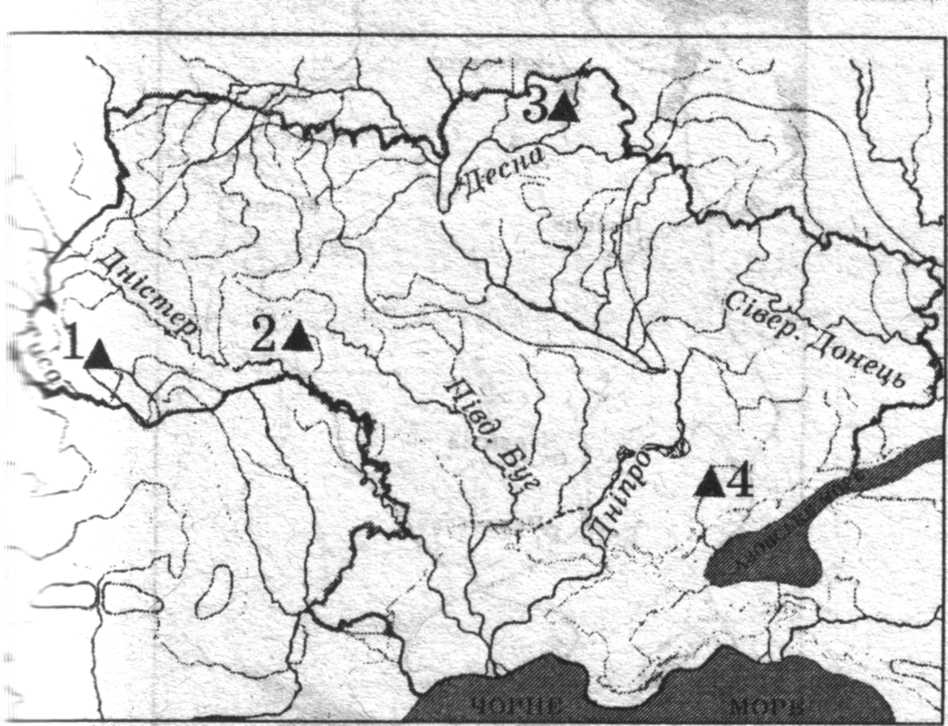 3
Десна
Дністер
Сівер. Донець
2
1
Тиса
Півд. Буг
Дніпро
4
ЧОРНЕ МОРЕ